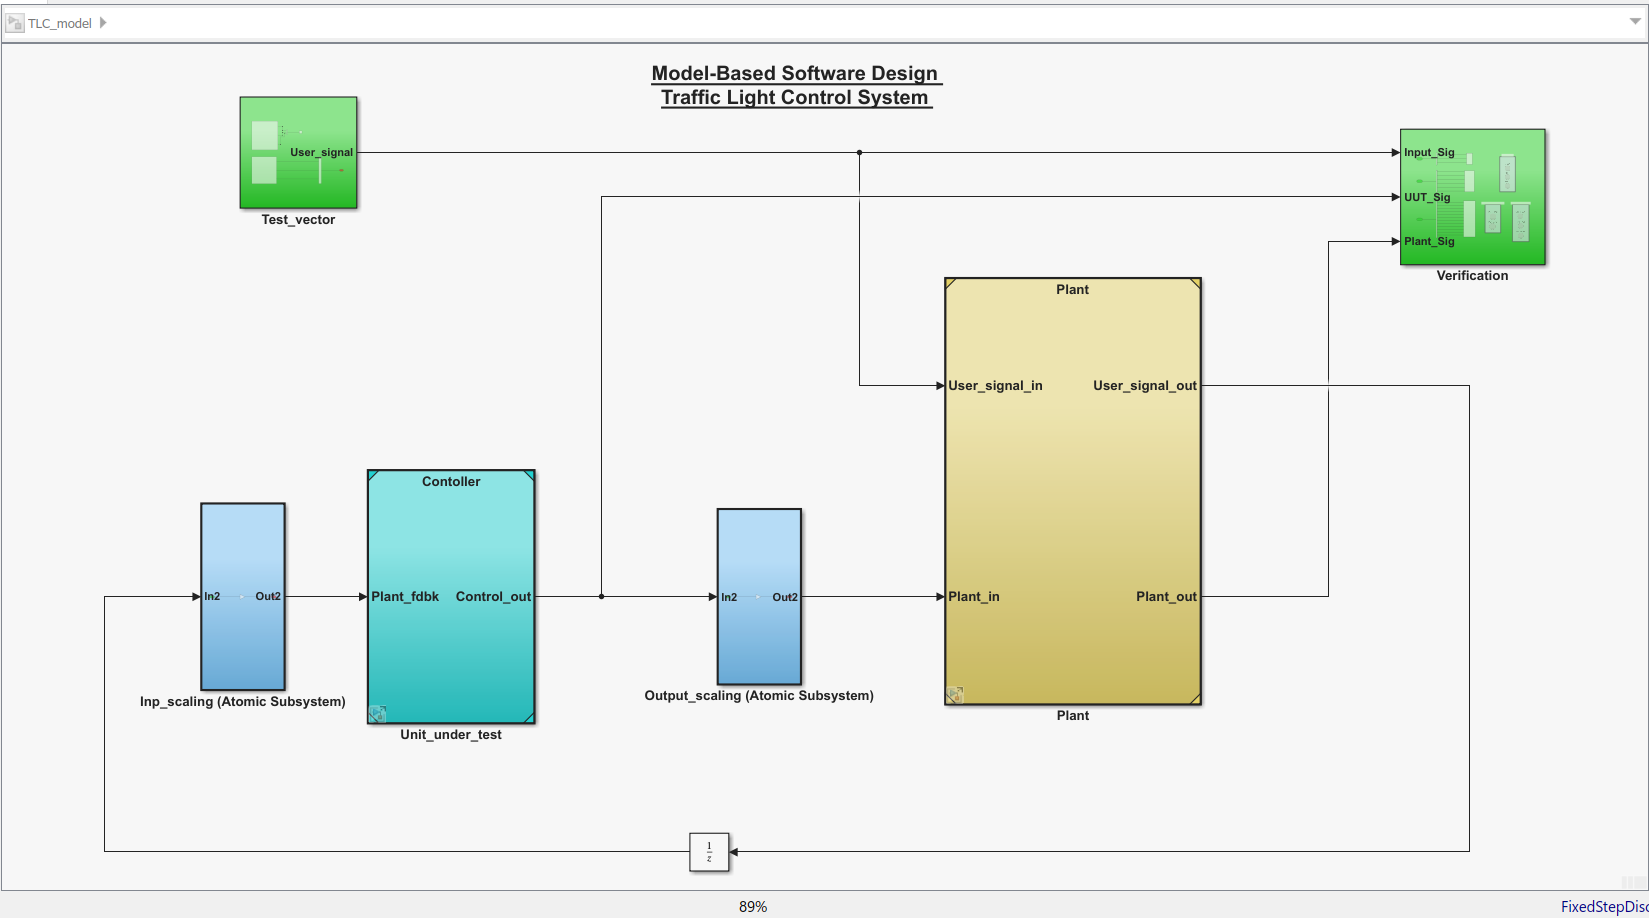 TLC_model
Model-Based Software Design
Traffic Light Control System
User_signal
Test_vector
Input_Sig
UUT_Sig
Plant_Sig
Verification
Plant
User_signal_in
User_signal_out
Plant_in
Plant_out
Plant
Contoller
Plant_fdbk
Control_out
Unit_under_test
In2
Out2
Inp_scaling (Atomic Subsystem)
In2
Out2
Output_scaling (Atomic Subsystem)
1
z
89%
FixedStepDisc